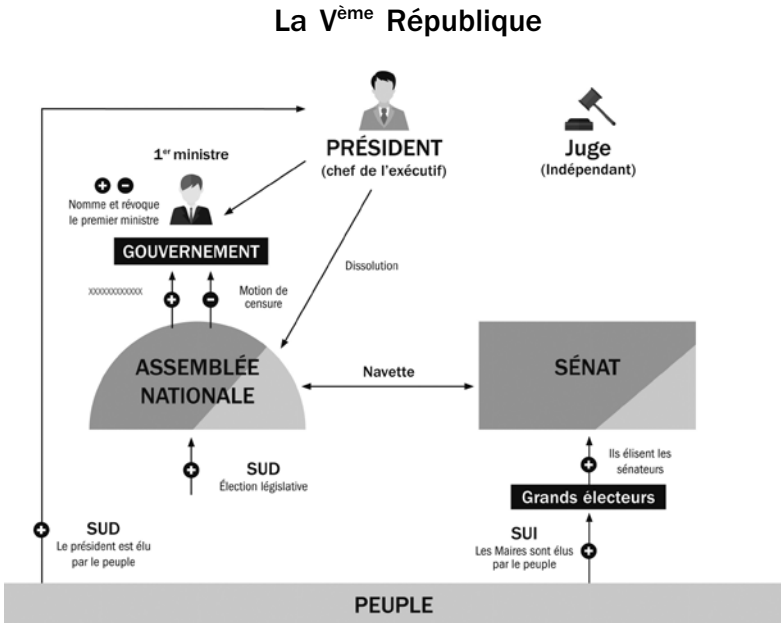 La Vème République
PRÉSIDENT
(chef de l'exécutif)
Juge
(Indépendant)
1er ministre
Nomme et révoque
le premier ministre
GOUVERNEMENT
Dissolution
xxxxxxxxxxxx
Motion de
censure
ASSEMBLÉE
NATIONALE
Navette
SÉNAT
SUD
Élection législative
Ils élisent les
sénateurs
Grands électeurs
SUD
Le président est élu
par le peuple
SUI
Les Maires sont élus
par le peuple
PEUPLE